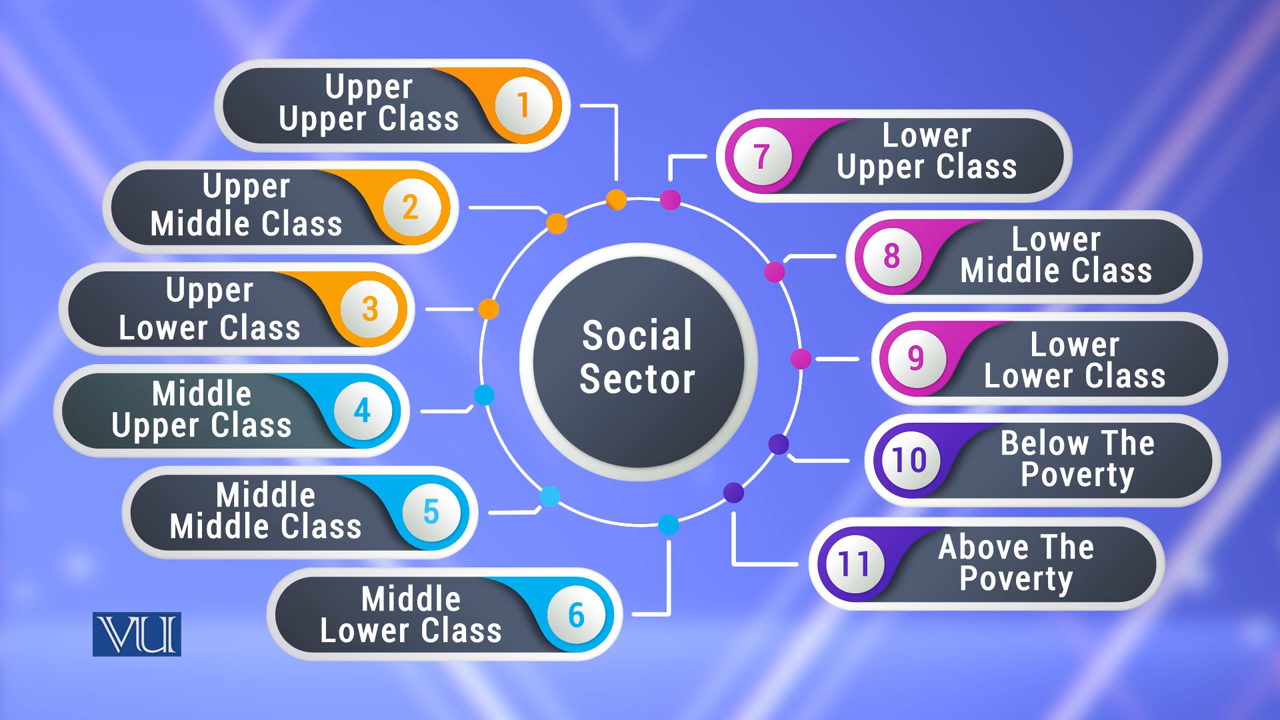 Upper
Upper Class
1
Upper
Middle Class
2
Upper
Lower Class
3
Middle
Upper Class
4
Middle
Middle Class
5
Middle
Lower Class
6
Social
Sector
7
Lower
Upper Class
8
Lower
Middle Class
9
Lower
Lower Class
10
Below The
Poverty
11
Above The
Poverty
VU